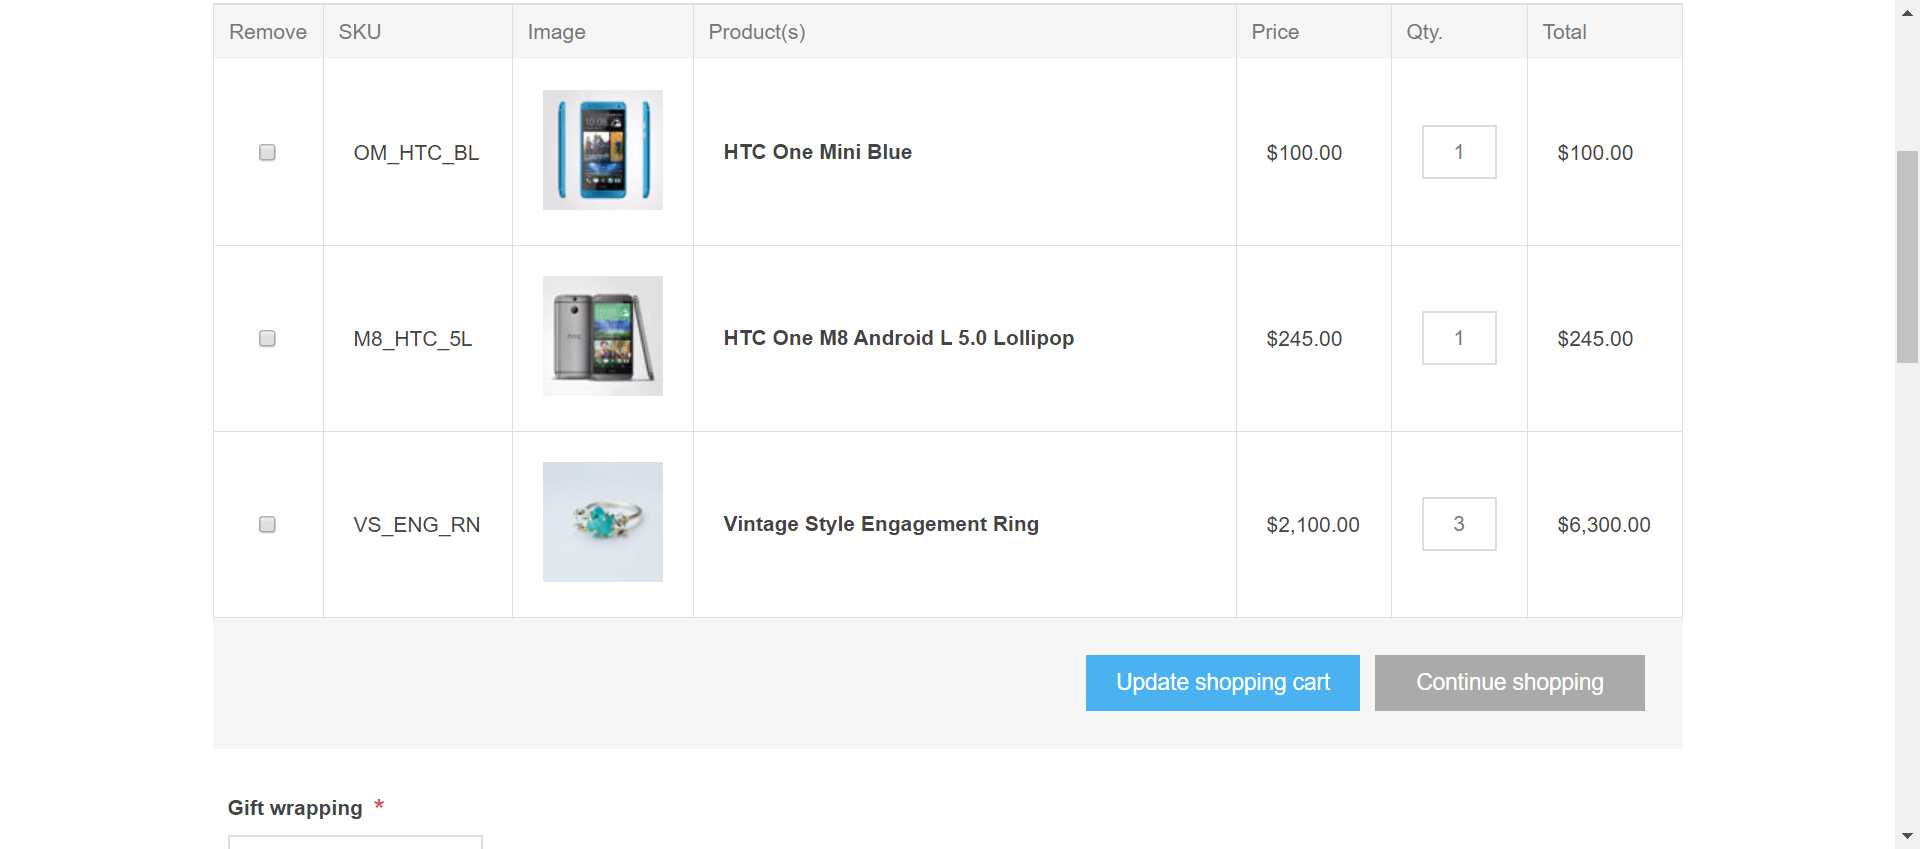 Remove SKU Image Product(s) Price Qty. Total
OM_HTC_BL HTC One Mini Blue $100.00 1 $100.00
M8_HTC_5L HTC One M8 Android L 5.0 Lollipop $245.00 1 $245.00
VS_ENG_RN Vintage Style Engagement Ring $2,100.00 3 $6,300.00
Update shopping cart Continue shopping
Gift wrapping *